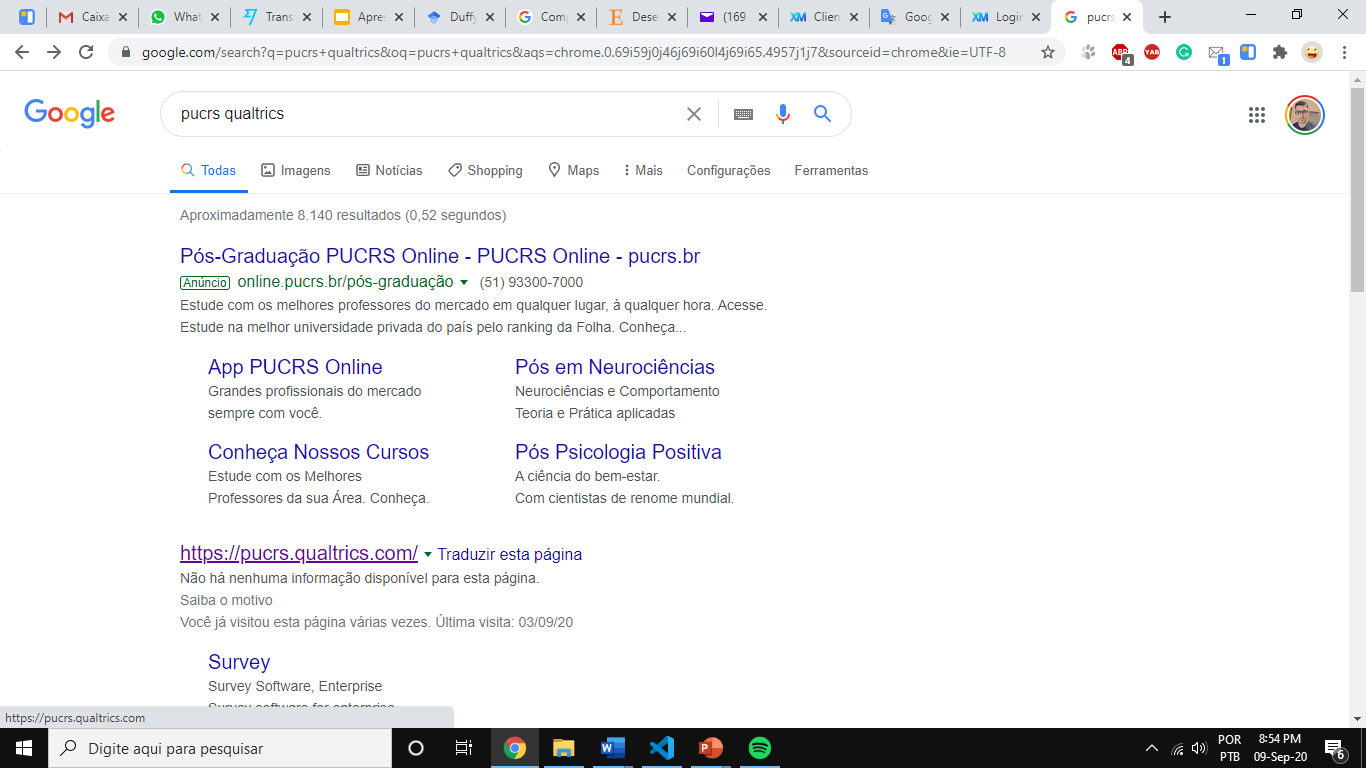 Caixa
What
Trans
Apres
Duffy
Comp
Dese
(169
Clien
Goog
Login
pucrs
google.com/search?q=pucrs+qualtrics&oq=pucrs+qualtrics&aqs=chrome.0.69i59j0j46j69i60l4j69i65.4957j1j7&sourceid=chrome&ie=UTF-8
ABP
4
YAB
1
Google
pucrs qualtrics
Todas
Imagens
Notícias
Shopping
Maps
Mais
Configurações
Ferramentas
Aproximadamente 8.140 resultados (0,52 segundos)
Pós-Graduação PUCRS Online - PUCRS Online - pucrs.br
Anúncio online.pucrs.br/pós-graduação (51) 93300-7000
Estude com os melhores professores do mercado em qualquer lugar, à qualquer hora. Acesse.
Estude na melhor universidade privada do país pelo ranking da Folha. Conheça...
App PUCRS Online
Grandes profissionais do mercado
sempre com você.
Pós em Neurociências
Neurociências e Comportamento
Teoria e Prática aplicadas
Conheça Nossos Cursos
Estude com os Melhores
Professores da sua Área. Conheça.
Pós Psicologia Positiva
A ciência do bem-estar.
Com cientistas de renome mundial.
https://pucrs.qualtrics.com/ Traduzir esta página
Não há nenhuma informação disponível para esta página.
Saiba o motivo
Você já visitou esta página várias vezes. Última visita: 03/09/20
Survey
Survey Software, Enterprise
Survey software for enterprise
https://pucrs.qualtrics.com
Digite aqui para pesquisar
POR
PTB
8:54 PM
09-Sep-20
6